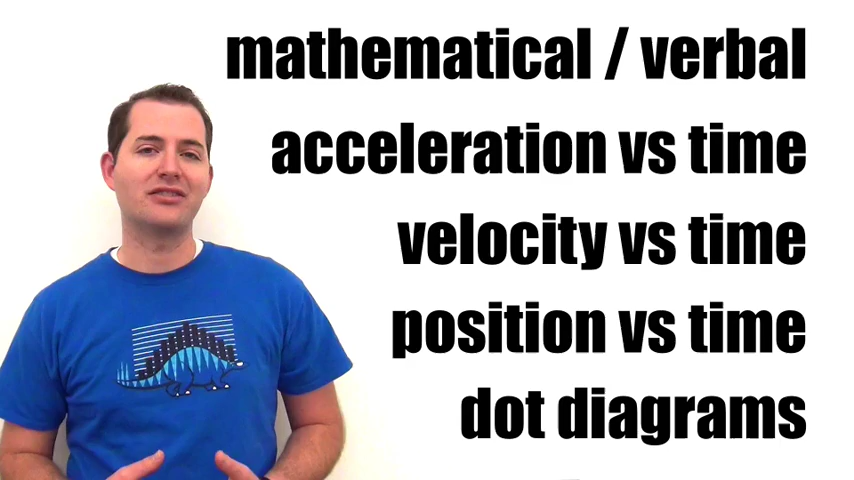 mathematical / verbal
acceleration vs time
velocity vs time
position vs time
dot diagrams